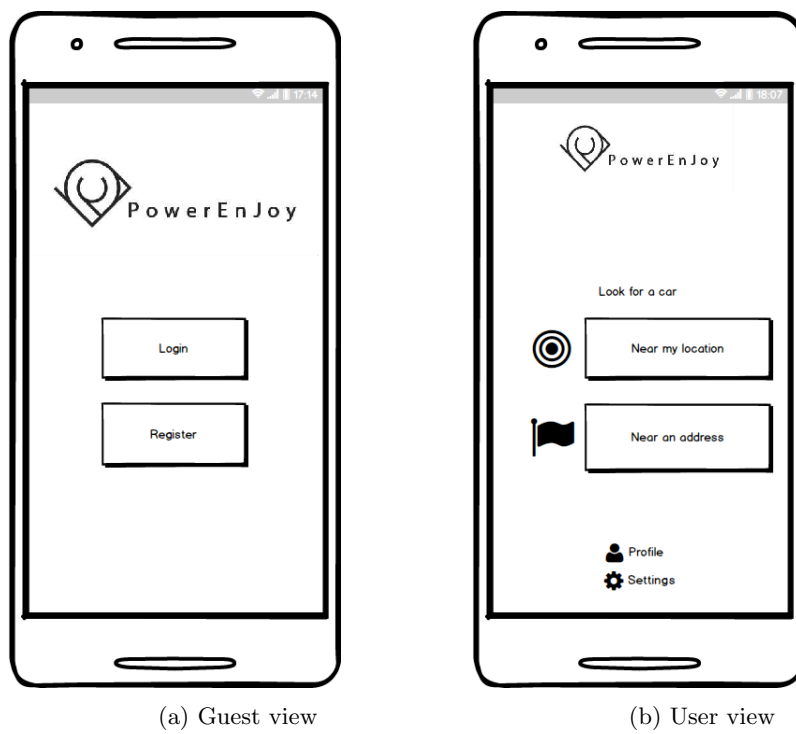 17:14
PowerEnJoy
Login
Register
(a) Guest view
18:07
PowerEnJoy
Look for a car
Near my location
Near an address
Profile
Settings
(b) User view